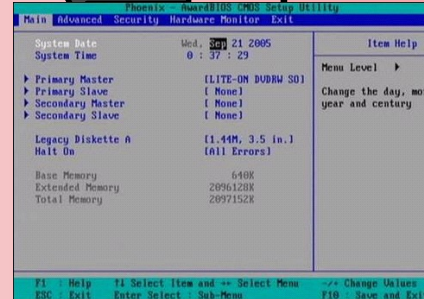 Phoenix - AwardBIOS CMOS Setup Utility
Main Advanced Security Hardware Monitor Exit
System Date Wed, Sep 21 2005
System Time 0 : 37 : 29
Primary Master [LITE-ON DVDRW SO]
Primary Slave [ None]
Secondary Master [ None]
Secondary Slave [ None]
Legacy Diskette A [1.44M, 3.5 in.]
Halt On [All Errors]
Base Memory 640K
Extended Memory 2096128K
Total Memory 2097152K
Item Help
Menu Level
Change the day, mo
year and century
F1 : Help ↑↓ Select Item and ←→ Select Menu -/+ Change Values
ESC : Exit Enter Select : Sub-Menu F10 : Save and Exi